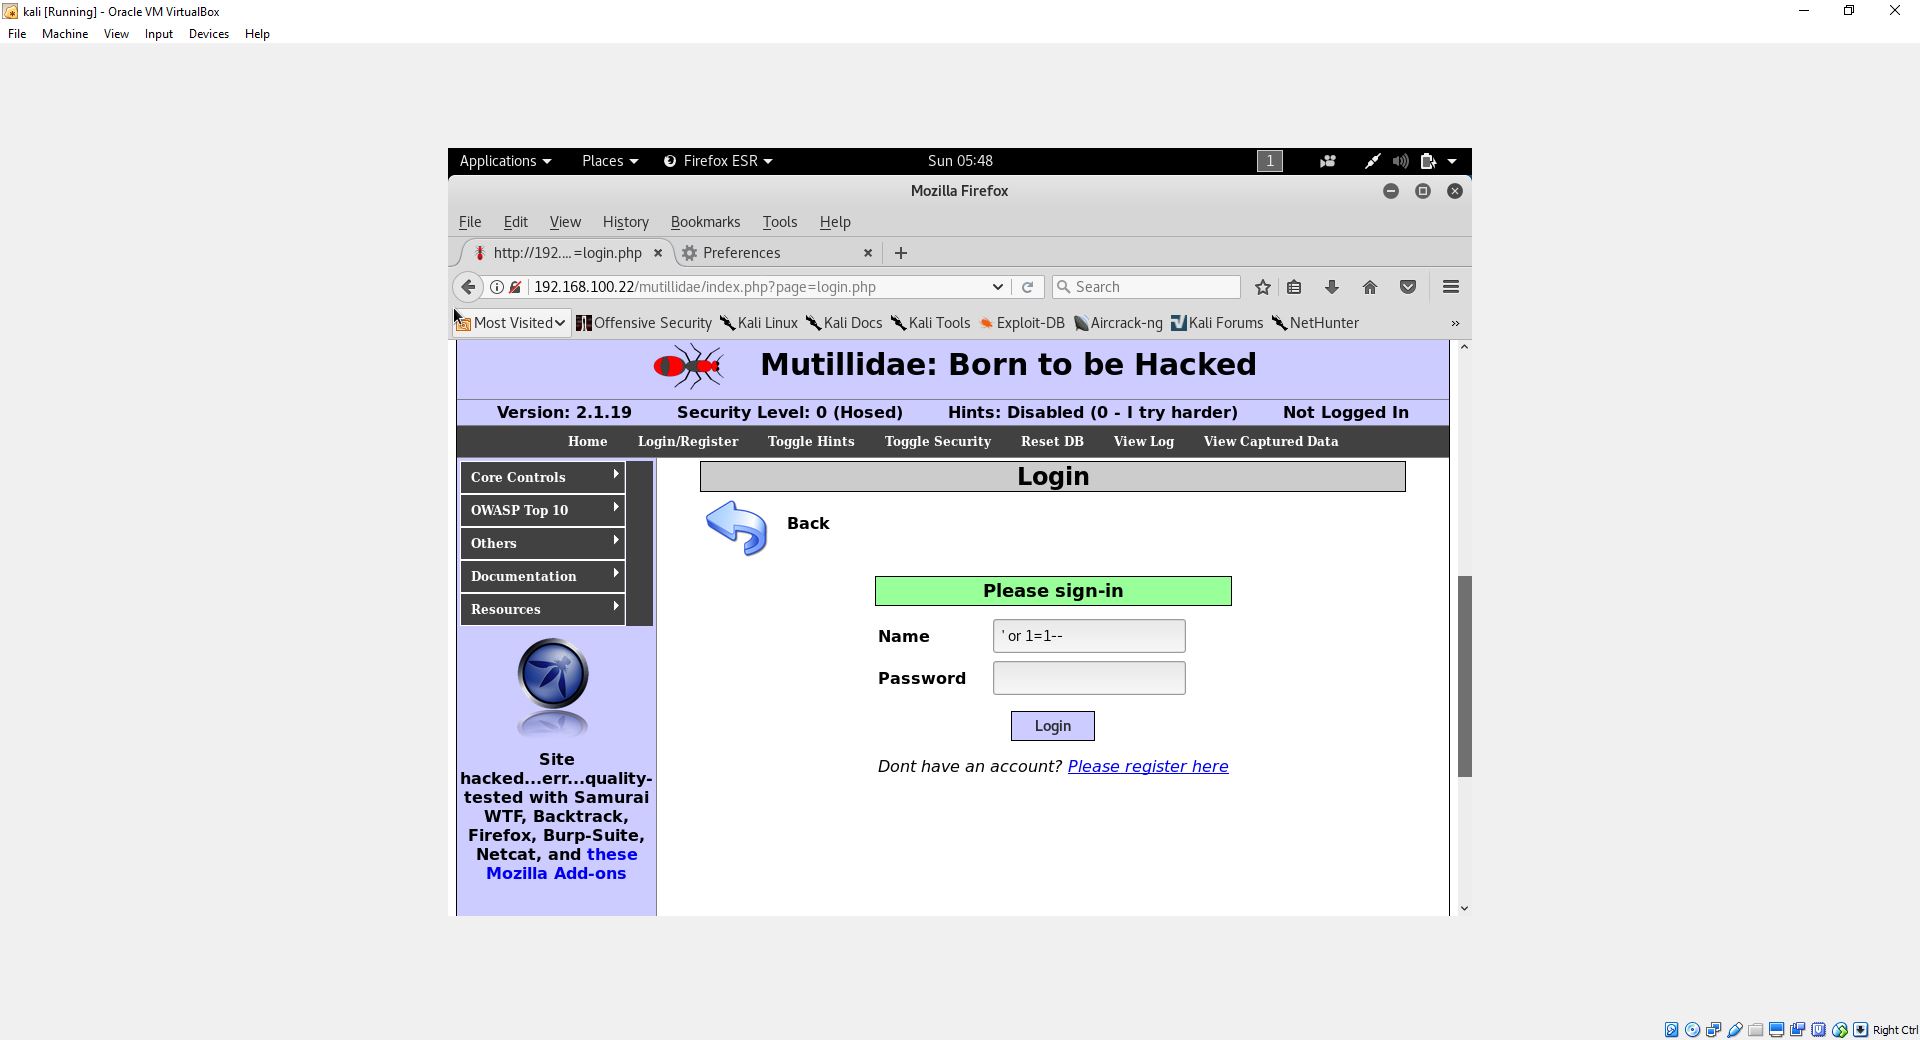 kali [Running] - Oracle VM VirtualBox
File Machine View Input Devices Help
Applications Places Firefox ESR Sun 05:48 1
Mozilla Firefox
File Edit View History Bookmarks Tools Help
http://192.... =login.php Preferences
192.168.100.22/mutillidae/index.php?page=login.php Search
Most Visited Offensive Security Kali Linux Kali Docs Kali Tools Exploit-DB Aircrack-ng Kali Forums NetHunter »
Mutillidae: Born to be Hacked
Version: 2.1.19 Security Level: 0 (Hosed) Hints: Disabled (0 - I try harder) Not Logged In
Home Login/Register Toggle Hints Toggle Security Reset DB View Log View Captured Data
Core Controls
OWASP Top 10
Others
Documentation
Resources
Site
hacked...err...quality-
tested with Samurai
WTF, Backtrack,
Firefox, Burp-Suite,
Netcat, and these
Mozilla Add-ons
Login
Back
Please sign-in
Name ' or 1=1--
Password
Login
Dont have an account? Please register here
Right Ctrl